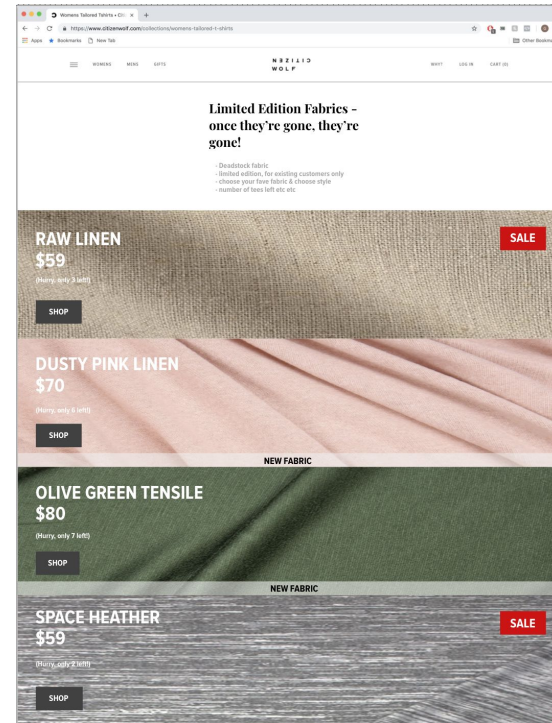 Womens Tailored Tshirts • Citi
https://www.citizenwolf.com/collections/womens-tailored-t-shirts
Apps Bookmarks New Tab
WOMENS MENS GIFTS
CITIZEN
WOLF
WHY? LOG IN CART (0)
Limited Edition Fabrics -
once they're gone, they're
gone!
- Deadstock fabric
- limited edition, for existing customers only
- choose your fave fabric & choose style
- number of tees left etc etc
RAW LINEN
SALE
$59
(Hurry, only 3 left!)
SHOP
DUSTY PINK LINEN
$70
(Hurry, only 6 left!)
SHOP
NEW FABRIC
OLIVE GREEN TENSILE
$80
(Hurry, only 7 left!)
SHOP
NEW FABRIC
SPACE HEATHER
SALE
$59
(Hurry, only 2 left!)
SHOP